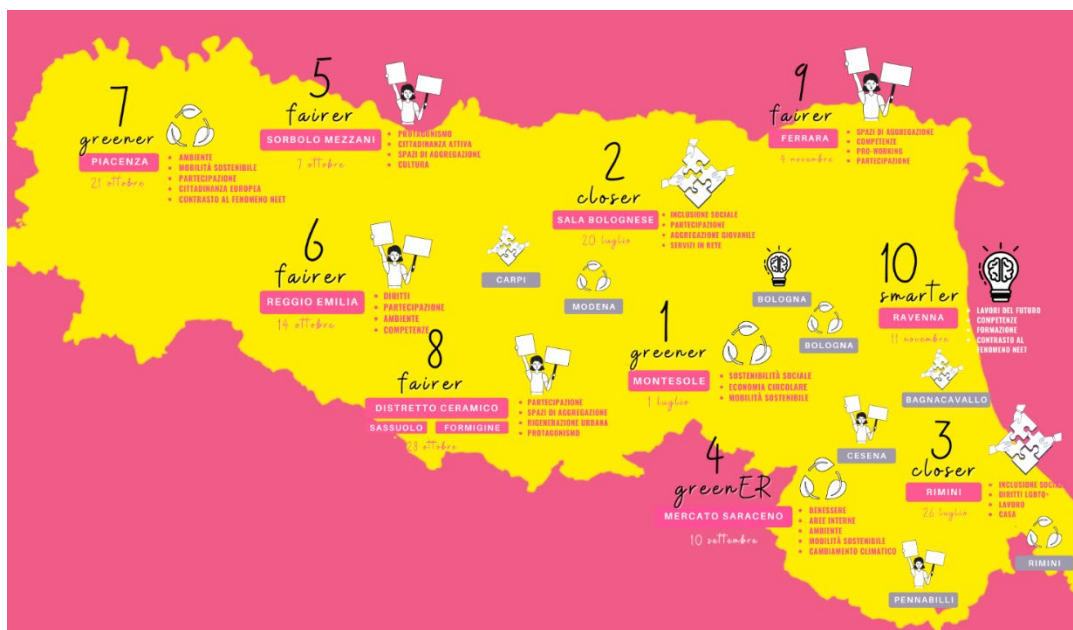 7
greener
PIACENZA
21 ottobre
AMBIENTE
MOBILITÀ SOSTENIBILE
PARTECIPAZIONE
CITTADINANZA EUROPEA
CONTRASTO AL FENOMENO NEET
5
fairer
SORBOLO MEZZANI
7 ottobre
PROTAGONISMO
CITTADINANZA ATTIVA
SPAZI DI AGGREGAZIONE
CULTURA
9
fairer
FERRARA
4 novembre
SPAZI DI AGGREGAZIONE
COMPETENZE
PRO-WORKING
PARTECIPAZIONE
2
closer
SALA BOLOGNESE
20 luglio
INCLUSIONE SOCIALE
PARTECIPAZIONE
AGGREGAZIONE GIOVANILE
SERVIZI IN RETE
6
fairer
REGGIO EMILIA
14 ottobre
DIRITTI
PARTECIPAZIONE
AMBIENTE
COMPETENZE
CARPI
MODENA
BOLOGNA
BOLOGNA
10
smarter
RAVENNA
11 novembre
LAVORI DEL FUTURO
COMPETENZE
FORMAZIONE
CONTRASTO AL
FENOMENO NEET
1
greener
MONTESOLE
1 luglio
SOSTENIBILITÀ SOCIALE
ECONOMIA CIRCOLARE
MOBILITÀ SOSTENIBILE
8
fairer
DISTRETTO CERAMICO
SASSUOLO FORMIGINE
ottobre
PARTECIPAZIONE
SPAZI DI AGGREGAZIONE
RIGENERAZIONE URBANA
PROTAGONISMO
BAGNACAVALLO
CESENA
3
closer
RIMINI
26 luglio
INCLUSIONE SOCIALE
DIRITTI LGBTQ+
LAVORO
CASA
4
greenER
MERCATO SARACENO
10 settembre
BENESSERE
AREE INTERNE
AMBIENTE
MOBILITÀ SOSTENIBILE
CAMBIAMENTO CLIMATICO
RIMINI
PENNABILLI